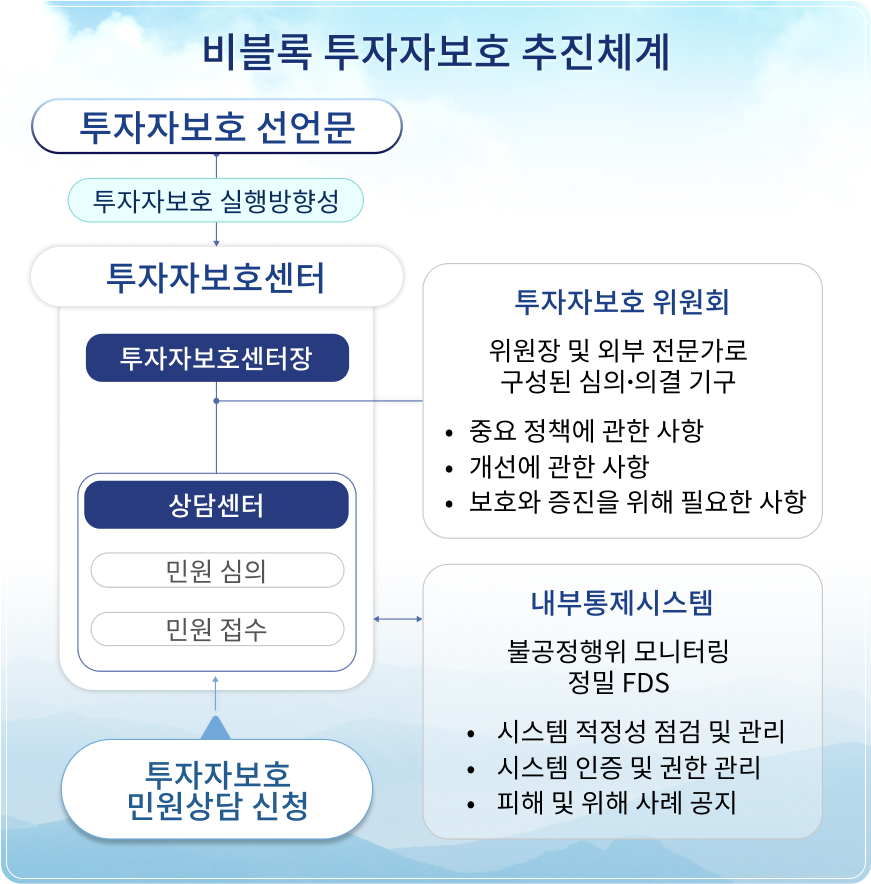 비블록 투자자보호 추진체계
투자자보호 선언문
투자자보호 실행방향성
투자자보호센터
투자자보호센터장
상담센터
민원 심의
민원 접수
투자자보호
민원상담 신청
투자자보호 위원회
위원장 및 외부 전문가로
구성된 심의·의결 기구
• 중요 정책에 관한 사항
• 개선에 관한 사항
• 보호와 증진을 위해 필요한 사항
내부통제시스템
불공정행위 모니터링
정밀 FDS
• 시스템 적정성 점검 및 관리
• 시스템 인증 및 권한 관리
• 피해 및 위해 사례 공지